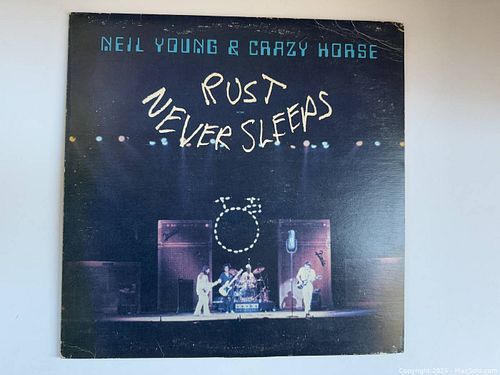 NEIL YOUNG & CRAZY HORSE
RUST
NEVER SLEEPS
Copyright 2024 - MaxSold.com